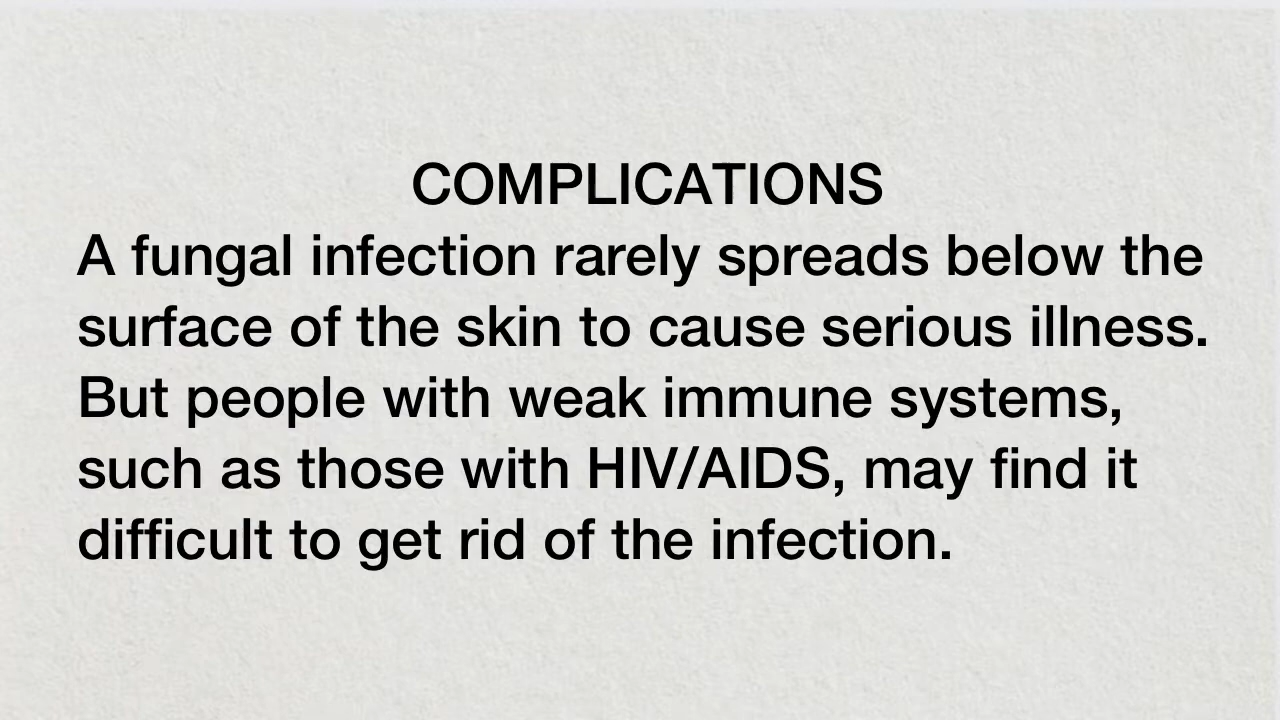 COMPLICATIONS
A fungal infection rarely spreads below the
surface of the skin to cause serious illness.
But people with weak immune systems,
such as those with HIV/AIDS, may find it
difficult to get rid of the infection.